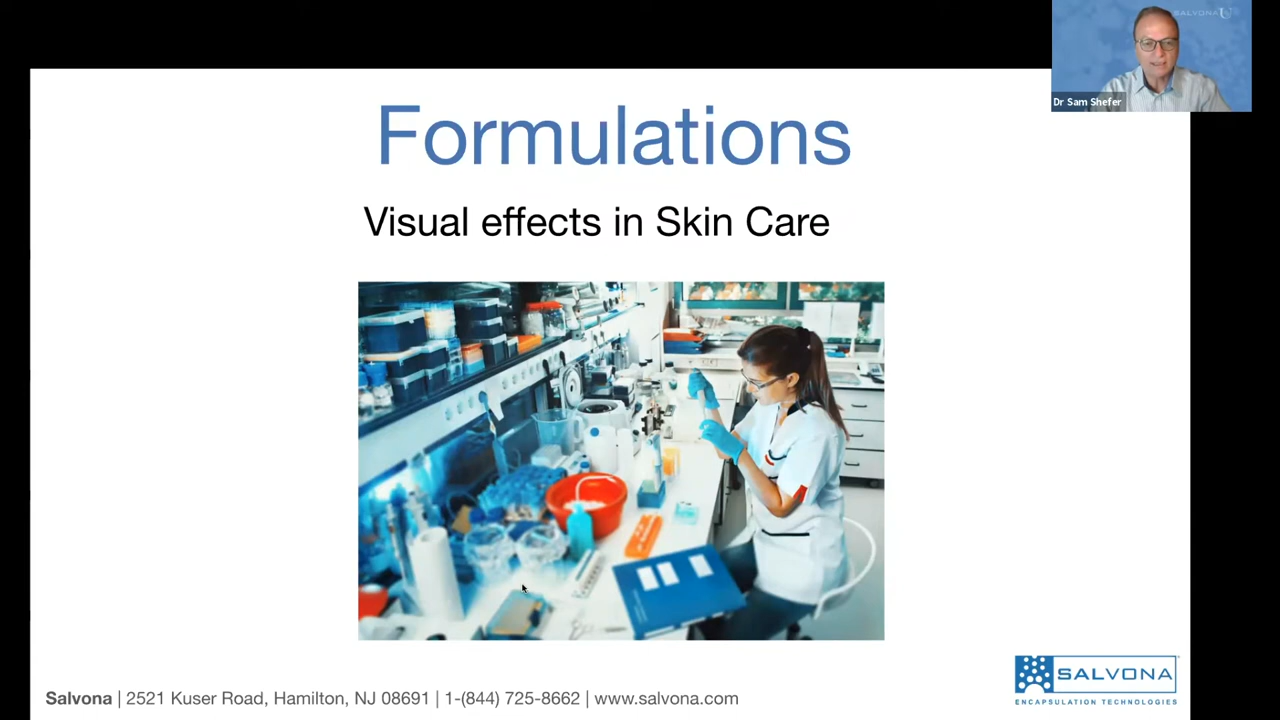 SALVONA U
Dr Sam Shefer
Formulations
Visual effects in Skin Care
Salvona | 2521 Kuser Road, Hamilton, NJ 08691 | 1-(844) 725-8662 | www.salvona.com
SALVONA
ENCAPSULATION TECHNOLOGIES